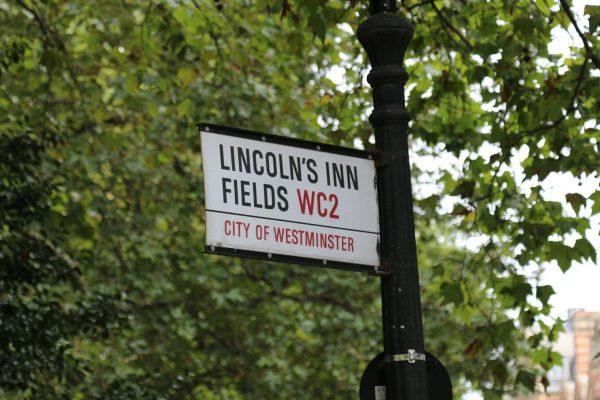 LINCOLN'S INN
FIELDS WC2
CITY OF WESTMINSTER